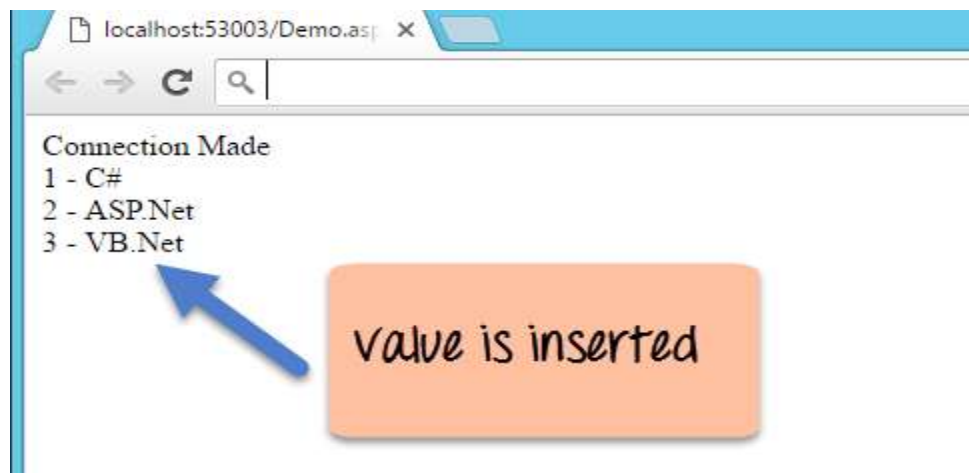 localhost:53003/Demo.asp
Connection Made
1 - C#
2 - ASP.Net
3 - VB.Net
Value is inserted